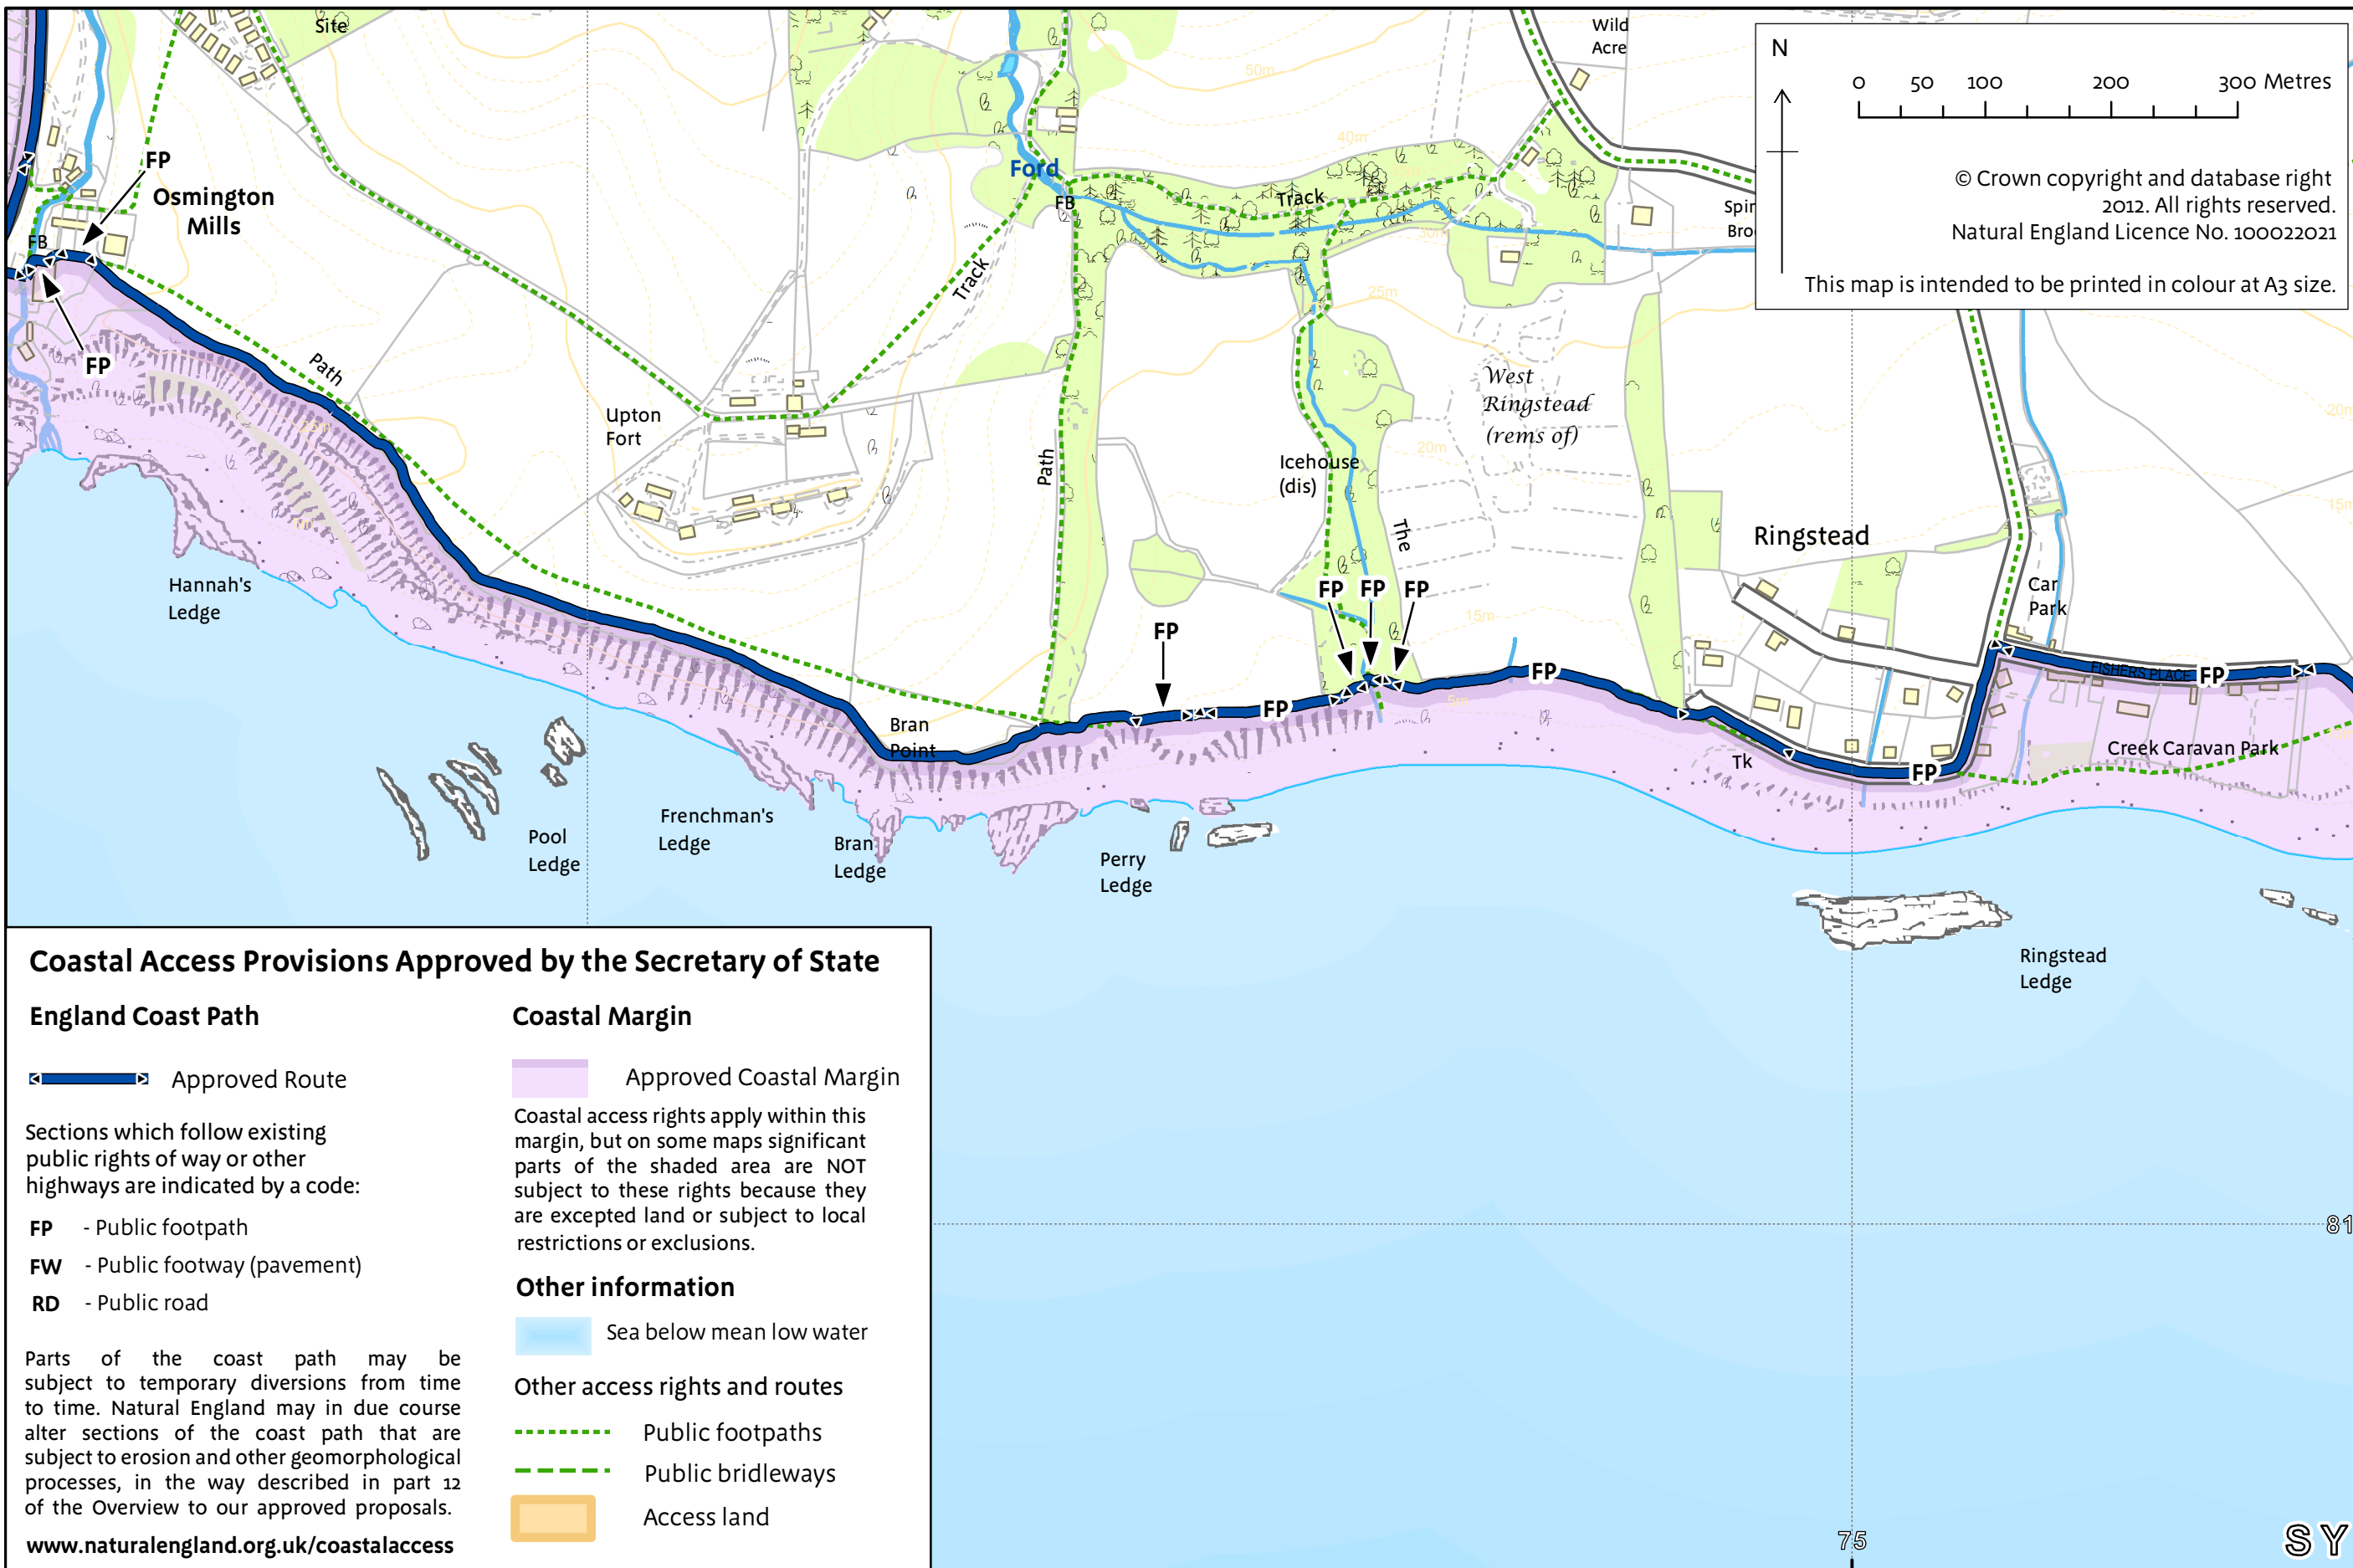 Site
Wild
Acre
N
0 50 100 200 300 Metres
© Crown copyright and database right
2012. All rights reserved.
Natural England Licence No. 100022021
This map is intended to be printed in colour at A3 size.
50m
40m
FP
Osmington
Mills
FB
FP
Ford
FB
Track
Track
30m
25m
Path
25m
Upton
Fort
Path
West
Ringstead
(rems of)
20m
20m
15m
Icehouse
(dis)
The
Ringstead
Car
Park
Hannah's
Ledge
FP
FP
FP
FP
15m
FP
FP
5m
FISHERS PLACE
FP
Bran
Point
Tk
FP
Creek Caravan Park
Pool
Ledge
Frenchman's
Ledge
Bran
Ledge
Perry
Ledge
Ringstead
Ledge
Coastal Access Provisions Approved by the Secretary of State
England Coast Path
Approved Route
Sections which follow existing
public rights of way or other
highways are indicated by a code:
FP - Public footpath
FW - Public footway (pavement)
RD - Public road
Parts of the coast path may be
subject to temporary diversions from time
to time. Natural England may in due course
alter sections of the coast path that are
subject to erosion and other geomorphological
processes, in the way described in part 12
of the Overview to our approved proposals.
www.naturalengland.org.uk/coastalaccess
Coastal Margin
Approved Coastal Margin
Coastal access rights apply within this
margin, but on some maps significant
parts of the shaded area are NOT
subject to these rights because they
are excepted land or subject to local
restrictions or exclusions.
Other information
Sea below mean low water
Other access rights and routes
Public footpaths
Public bridleways
Access land
81
75
SY